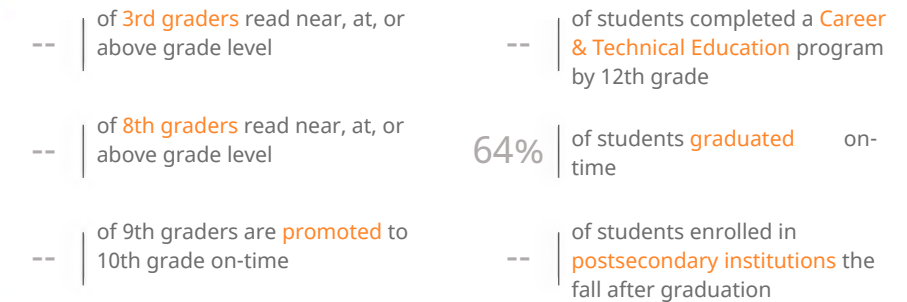 --
of 3rd graders read near, at, or
above grade level
--
of 8th graders read near, at, or
above grade level
--
of 9th graders are promoted to
10th grade on-time
--
of students completed a Career
& Technical Education program
by 12th grade
64%
of students graduated on-
time
--
of students enrolled in
postsecondary institutions the
fall after graduation